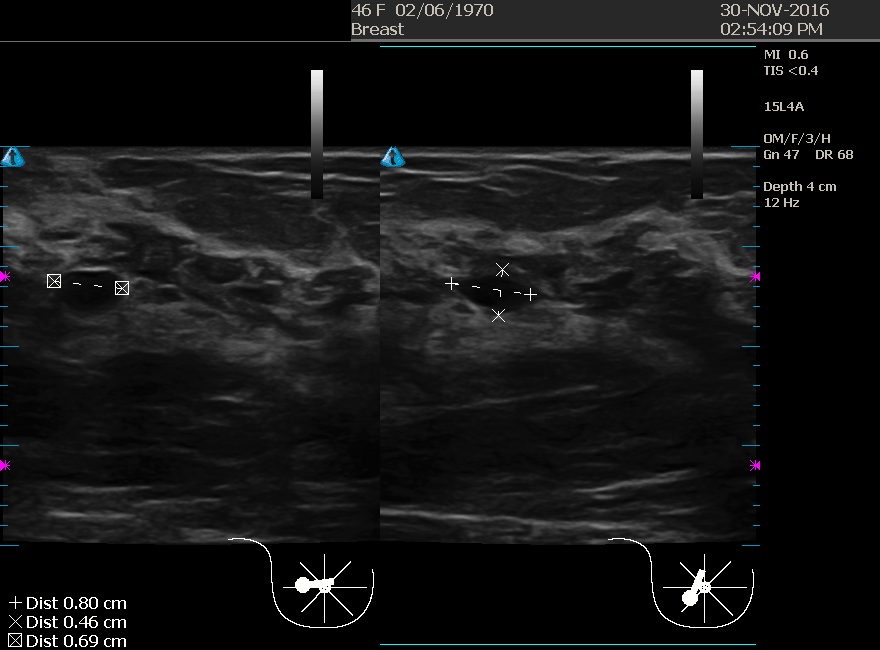 46 F 02/06/1970 30-NOV-2016
Breast 02:54:09 PM
MI 0.6
TIS <0.4
15L4A
OM/F/3/H
Gn 47 DR 68
Depth 4 cm
12 Hz
Dist 0.80 cm
Dist 0.46 cm
Dist 0.69 cm